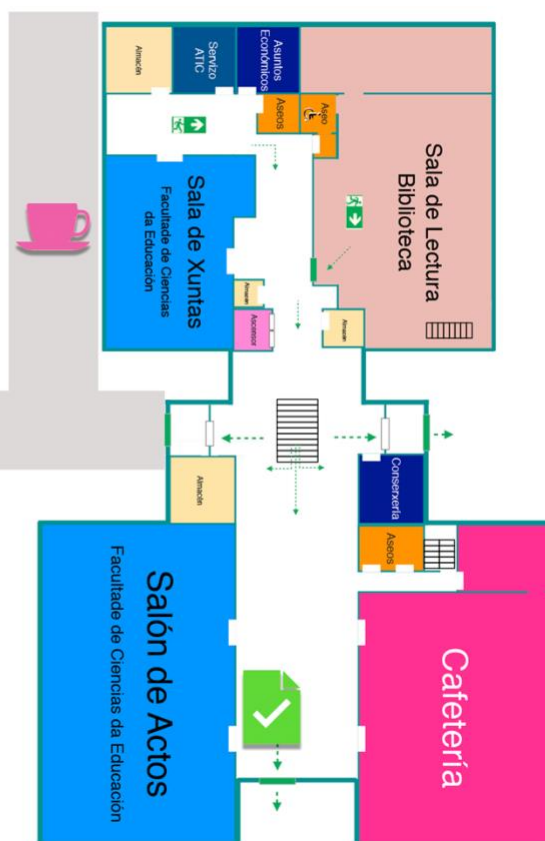 Almacén
Servizo
ATIC
Asuntos
Económicos
Aseos
Aseo
Sala de Lectura
Biblioteca
Sala de Xuntas
Facultade de Ciencias
da Educación
Almacén
Ascensor
Almacén
Almacén
Conserxería
Aseos
Salón de Actos
Facultade de Ciencias da Educación
Cafetería